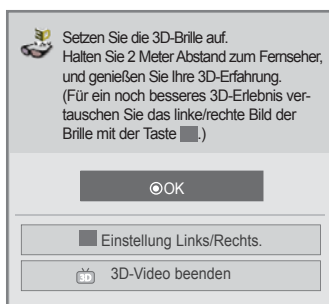 Setzen Sie die 3D-Brille auf.
Halten Sie 2 Meter Abstand zum Fernseher,
und genießen Sie Ihre 3D-Erfahrung.
(Für ein noch besseres 3D-Erlebnis ver-
tauschen Sie das linke/rechte Bild der
Brille mit der Taste .)
OK
Einstellung Links/Rechts.
3D 3D-Video beenden